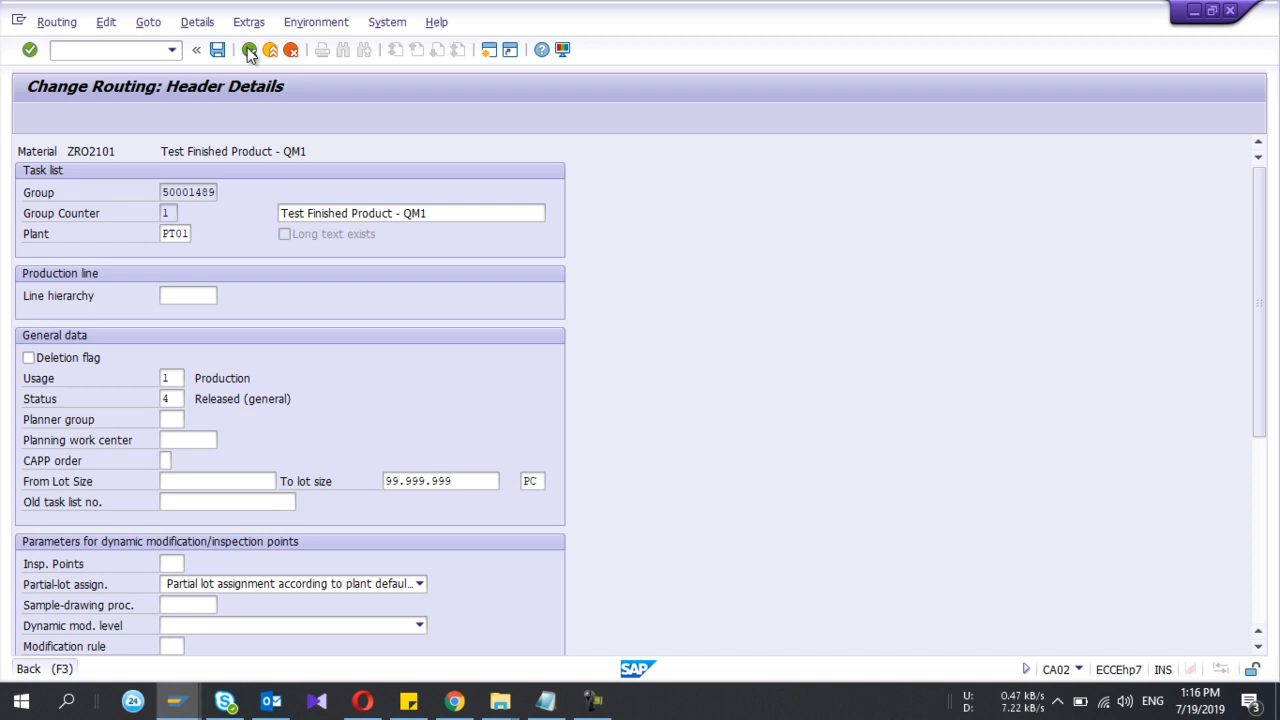 Routing Edit Goto Details Extras Environment System Help
Change Routing: Header Details
Material ZRO2101 Test Finished Product - QM1
Task list
Group 50001489
Group Counter 1 Test Finished Product - QM1
Plant PT01 Long text exists
Production line
Line hierarchy
General data
Deletion flag
Usage 1 Production
Status 4 Released (general)
Planner group
Planning work center
CAPP order
From Lot Size To lot size 99.999.999 PC
Old task list no.
Parameters for dynamic modification/inspection points
Insp. Points
Partial-lot assign. Partial lot assignment according to plant defaul...
Sample-drawing proc.
Dynamic mod. level
Modification rule
Back (F3) SAP CA02 ECCEhp7 INS
24 U: 0.47 kB/s ENG 1:16 PM
D: 7.22 kB/s 7/19/2019 3